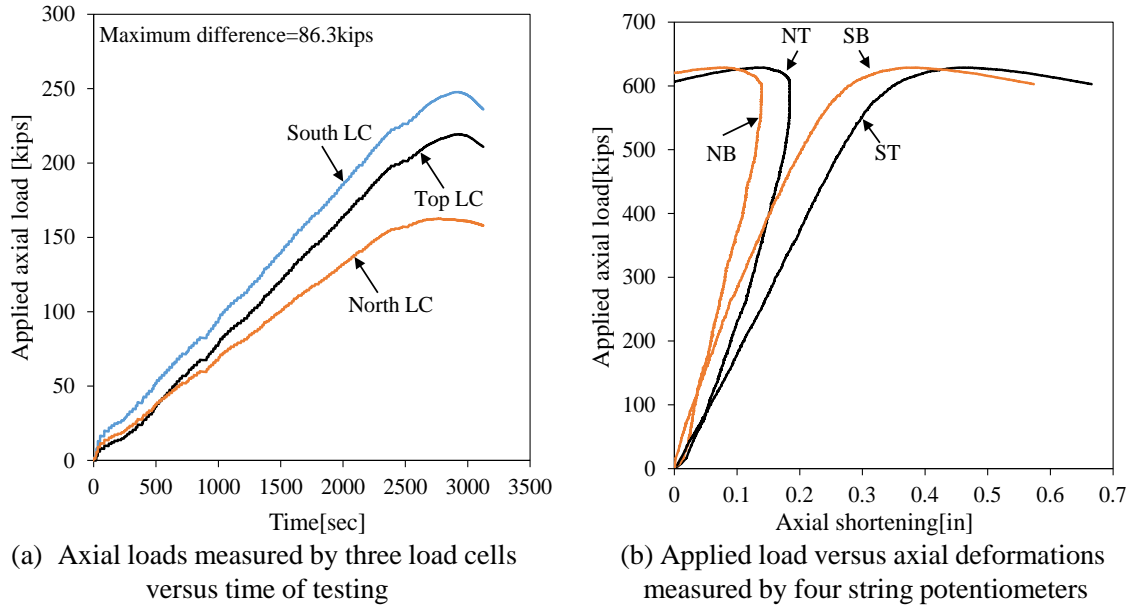 300
250
200
150
100
50
0
Applied axial load [kips]
Maximum difference=86.3kips
South LC
Top LC
North LC
0 500 1000 1500 2000 2500 3000 3500
Time[sec]
(a) Axial loads measured by three load cells
versus time of testing
700
600
500
400
300
200
100
0
Applied axial load[kips]
NT
SB
NB
ST
0 0.1 0.2 0.3 0.4 0.5 0.6 0.7
Axial shortening[in]
(b) Applied load versus axial deformations
measured by four string potentiometers